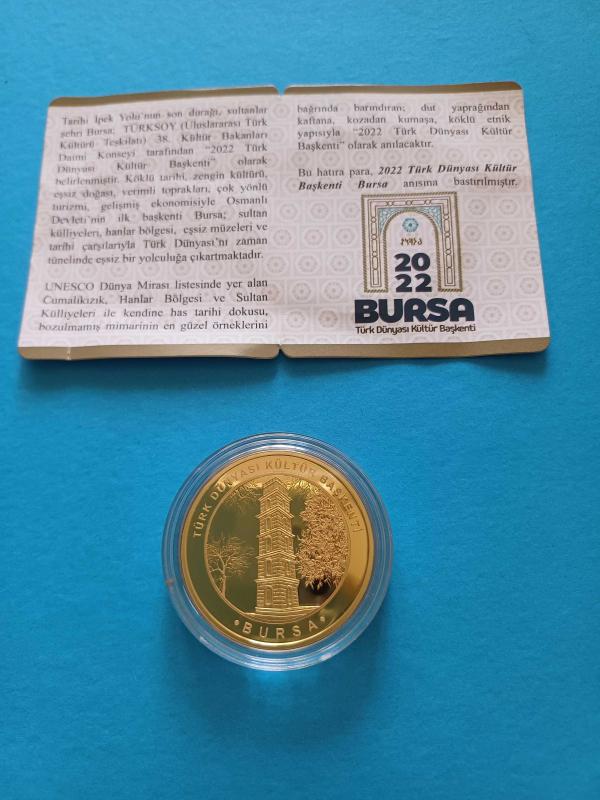 Tarihi İpek Yolu'nun son durağı, sultanlar
şehri Bursa; TÜRKSOY (Uluslararası Türk
Kültürü Teşkilatı) 38. Kültür Bakanları
Daimi Konseyi tarafından "2022 Türk
Dünyası Kültür Başkenti" olarak
belirlenmiştir. Köklü tarihi, zengin kültürü,
eşsiz doğası, verimli toprakları, çok yönlü
turizmi, gelişmiş ekonomisiyle Osmanlı
Devleti'nin ilk başkenti Bursa; sultan
külliyeleri, hanlar bölgesi, eşsiz müzeleri ve
tarihi çarşılarıyla Türk Dünyası'nı zaman
tünelinde eşsiz bir yolculuğa çıkartmaktadır.
UNESCO Dünya Mirası listesinde yer alan
Cumalıkızık, Hanlar Bölgesi ve Sultan
Külliyeleri ile kendine has tarihi dokusu,
bozulmamış mimarinin en güzel örneklerini
bağrında barındıran; dut yaprağından
kaftana, kozadan kumaşa, köklü etnik
yapısıyla "2022 Türk Dünyası Kültür
Başkenti" olarak anılacaktır.
Bu hatıra para, 2022 Türk Dünyası Kültür
Başkenti Bursa anısına bastırılmıştır.
20
22
BURSA
Türk Dünyası Kültür Başkenti
TÜRK DÜNYASI KÜLTÜR BAŞKENTİ
• BURSA •